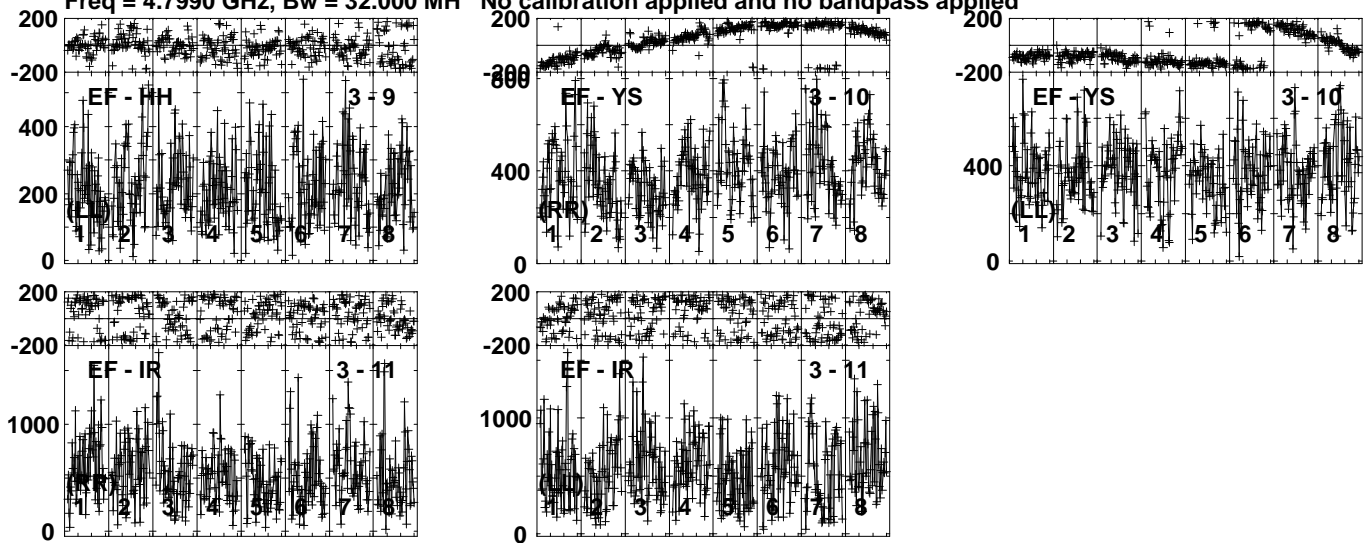 Freq = 4.7990 GHz, Bw = 32.000 MH No calibration applied and no bandpass applied
200
-200
EF - HH 3 - 9
400
200
(LL)
1 2 3 4 5 6 7 8
0
200
-200
800
EF - YS 3 - 10
400
(RR)
1 2 3 4 5 6 7 8
0
200
-200
EF - YS 3 - 10
400
(LL)
1 2 3 4 5 6 7 8
0
200
-200
EF - IR 3 - 11
1000
(RR)
1 2 3 4 5 6 7 8
0
200
-200
EF - IR 3 - 11
1000
(LL)
1 2 3 4 5 6 7 8
0